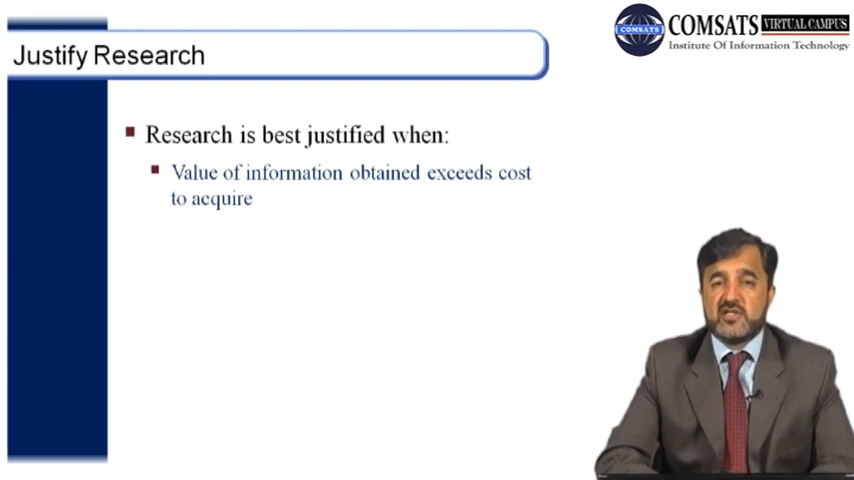 COMSATS VIRTUAL CAMPUS
COMSATS
Institute Of Information Technology
Justify Research
Research is best justified when:
Value of information obtained exceeds cost
to acquire